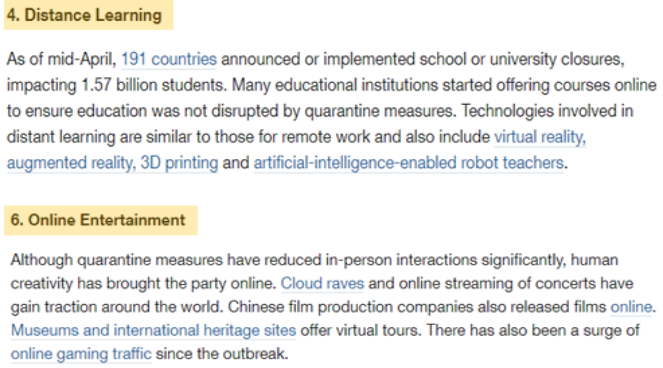 4. Distance Learning
As of mid-April, 191 countries announced or implemented school or university closures,
impacting 1.57 billion students. Many educational institutions started offering courses online
to ensure education was not disrupted by quarantine measures. Technologies involved in
distant learning are similar to those for remote work and also include virtual reality,
augmented reality, 3D printing and artificial-intelligence-enabled robot teachers.
6. Online Entertainment
Although quarantine measures have reduced in-person interactions significantly, human
creativity has brought the party online. Cloud raves and online streaming of concerts have
gain traction around the world. Chinese film production companies also released films online.
Museums and international heritage sites offer virtual tours. There has also been a surge of
online gaming traffic since the outbreak.